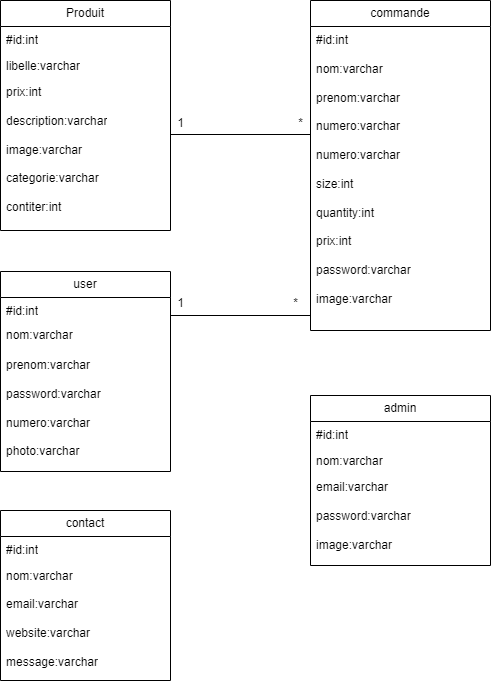 Produit
#id:int
libelle:varchar
prix:int
description:varchar
image:varchar
categorie:varchar
contiter:int
1
*
commande
#id:int
nom:varchar
prenom:varchar
numero:varchar
numero:varchar
size:int
quantity:int
prix:int
password:varchar
image:varchar
user
#id:int
nom:varchar
prenom:varchar
password:varchar
numero:varchar
photo:varchar
1
*
admin
#id:int
nom:varchar
email:varchar
password:varchar
image:varchar
contact
#id:int
nom:varchar
email:varchar
website:varchar
message:varchar